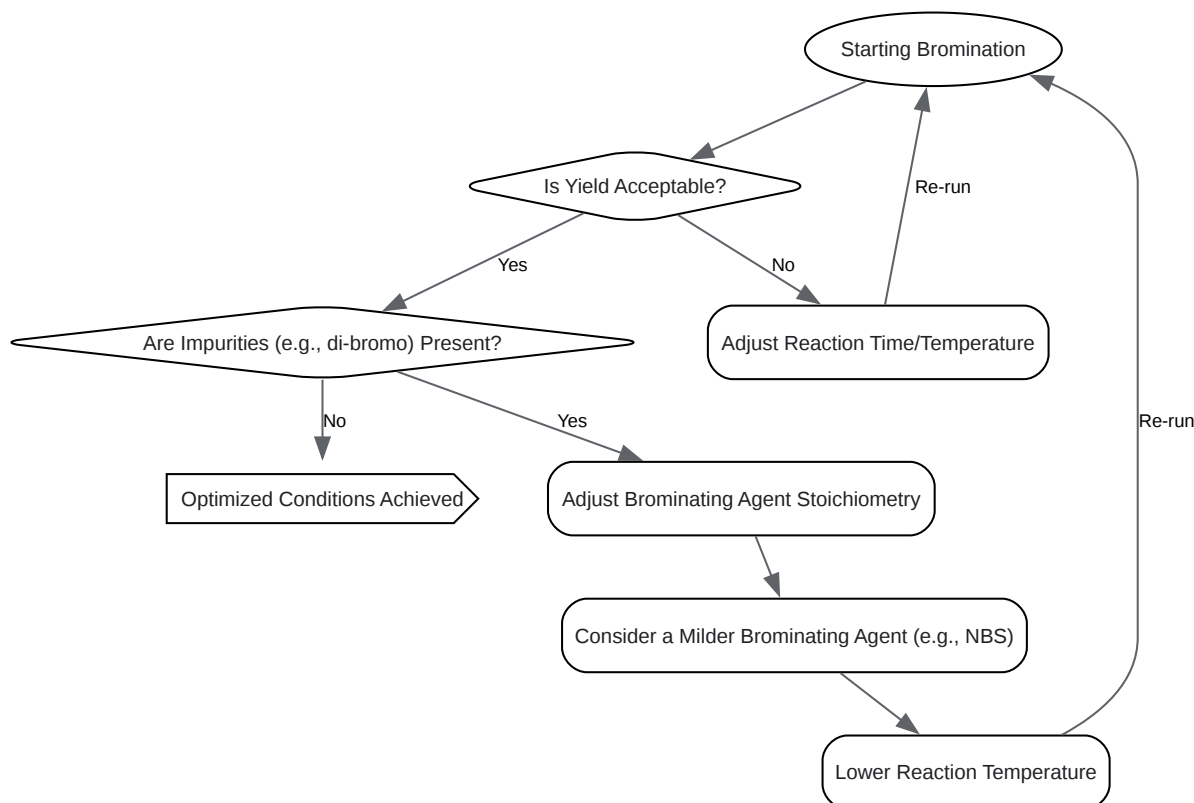 Starting Bromination
Is Yield Acceptable?
Re-run
Yes
No
Are Impurities (e.g., di-bromo) Present?
Adjust Reaction Time/Temperature
No
Yes
Re-run
Optimized Conditions Achieved
Adjust Brominating Agent Stoichiometry
Consider a Milder Brominating Agent (e.g., NBS)
Lower Reaction Temperature